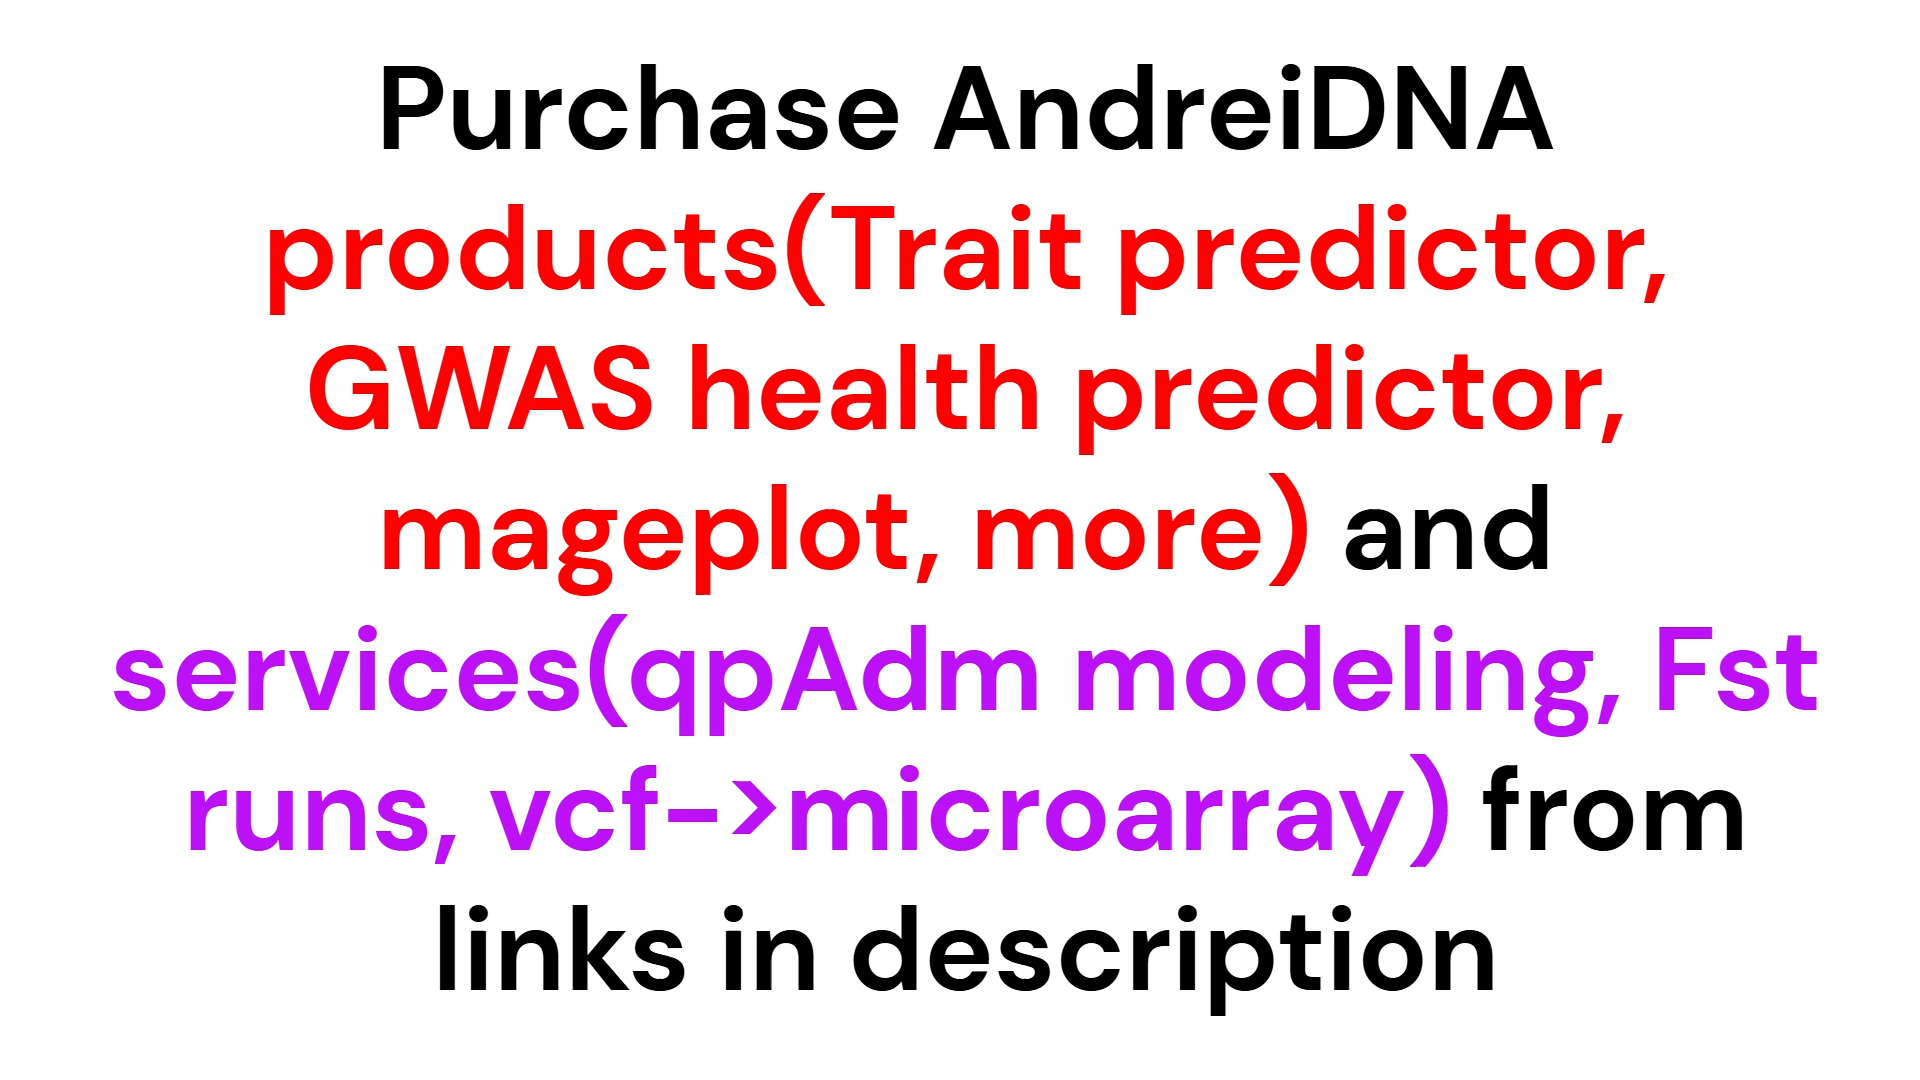 Purchase AndreiDNA
products(Trait predictor,
GWAS health predictor,
mageplot, more) and
services(qpAdm modeling, Fst
runs, vcf->microarray) from
links in description